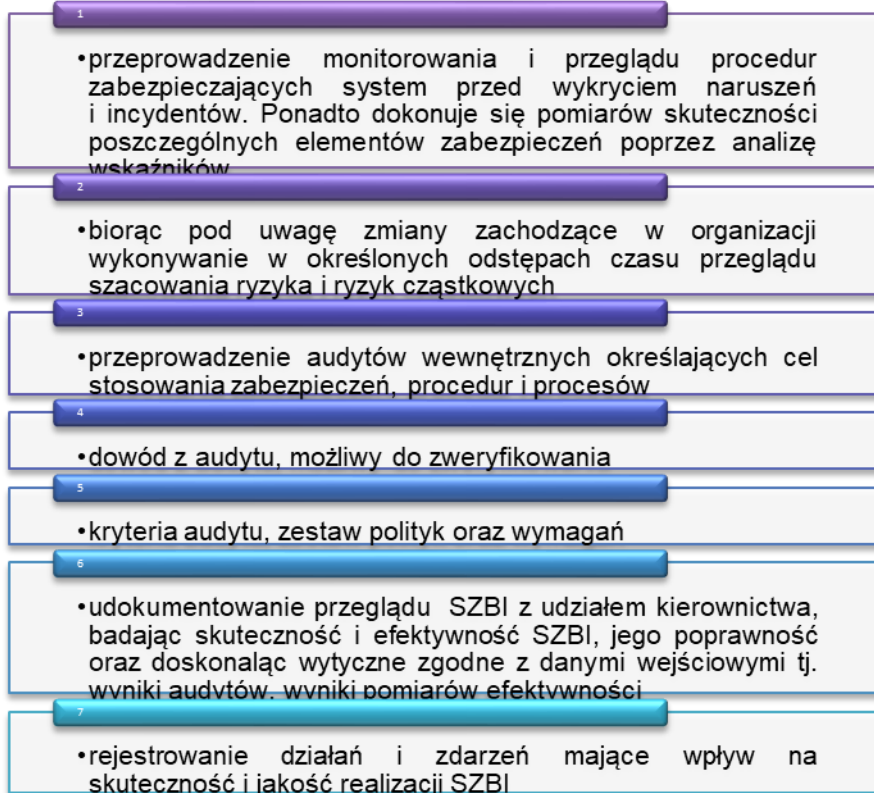 1
•przeprowadzenie monitorowania i przeglądu procedur
zabezpieczających system przed wykryciem naruszeń
i incydentów. Ponadto dokonuje się pomiarów skuteczności
poszczególnych elementów zabezpieczeń poprzez analizę
wskaźników
2
•biorąc pod uwagę zmiany zachodzące w organizacji
wykonywanie w określonych odstępach czasu przeglądu
szacowania ryzyka i ryzyk cząstkowych
3
•przeprowadzenie audytów wewnętrznych określających cel
stosowania zabezpieczeń, procedur i procesów
4
•dowód z audytu, możliwy do zweryfikowania
5
•kryteria audytu, zestaw polityk oraz wymagań
6
•udokumentowanie przeglądu SZBI z udziałem kierownictwa,
badając skuteczność i efektywność SZBI, jego poprawność
oraz doskonaląc wytyczne zgodne z danymi wejściowymi tj.
wyniki audytów, wyniki pomiarów efektywności
7
•rejestrowanie działań i zdarzeń mające wpływ na
skuteczność i jakość realizacji SZBI